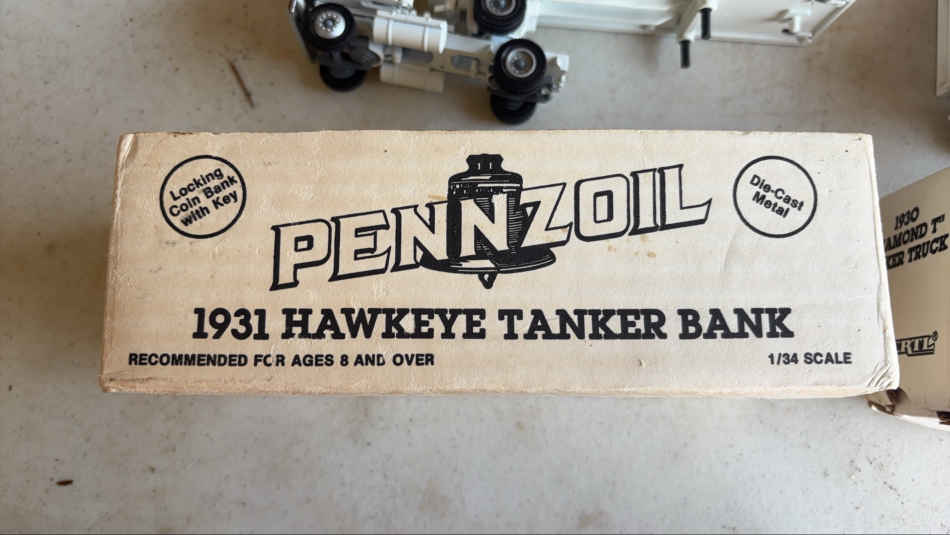 Locking
Coin Bank
with Key
PENNZOIL
Die-Cast
Metal
1931 HAWKEYE TANKER BANK
RECOMMENDED FOR AGES 8 AND OVER
1/34 SCALE
1930
TRUCK